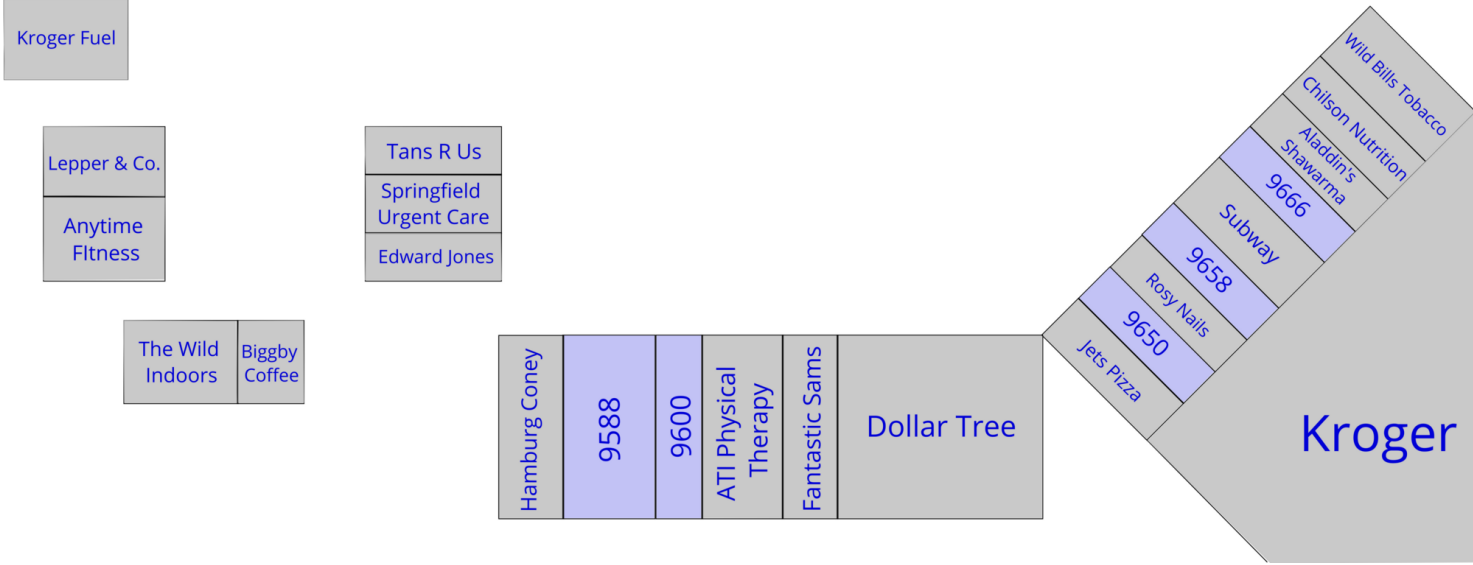 Kroger Fuel
Lepper & Co.
Anytime
FItness
Tans R Us
Springfield
Urgent Care
Edward Jones
The Wild
Indoors
Biggby
Coffee
Hamburg Coney
9588
9600
ATI Physical
Therapy
Fantastic Sams
Dollar Tree
Jets Pizza
9650
Rosy Nails
9658
Subway
9666
Aladdin's
Shawarma
Chilson Nutrition
Wild Bills Tobacco
Kroger